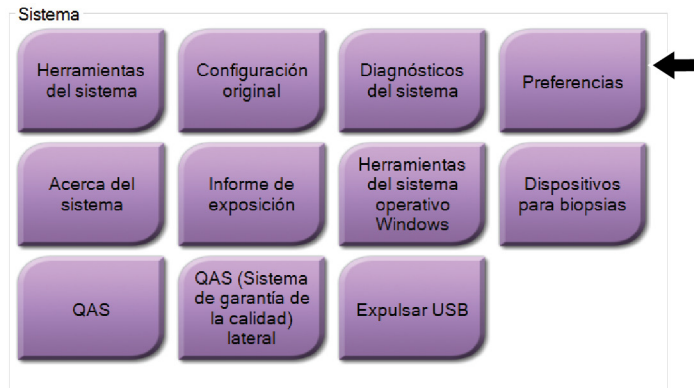 Sistema
Herramientas
del sistema
Configuración
original
Diagnósticos
del sistema
Preferencias
Acerca del
sistema
Informe de
exposición
Herramientas
del sistema
operativo
Windows
Dispositivos
para biopsias
QAS
QAS (Sistema
de garantía de
la calidad)
lateral
Expulsar USB